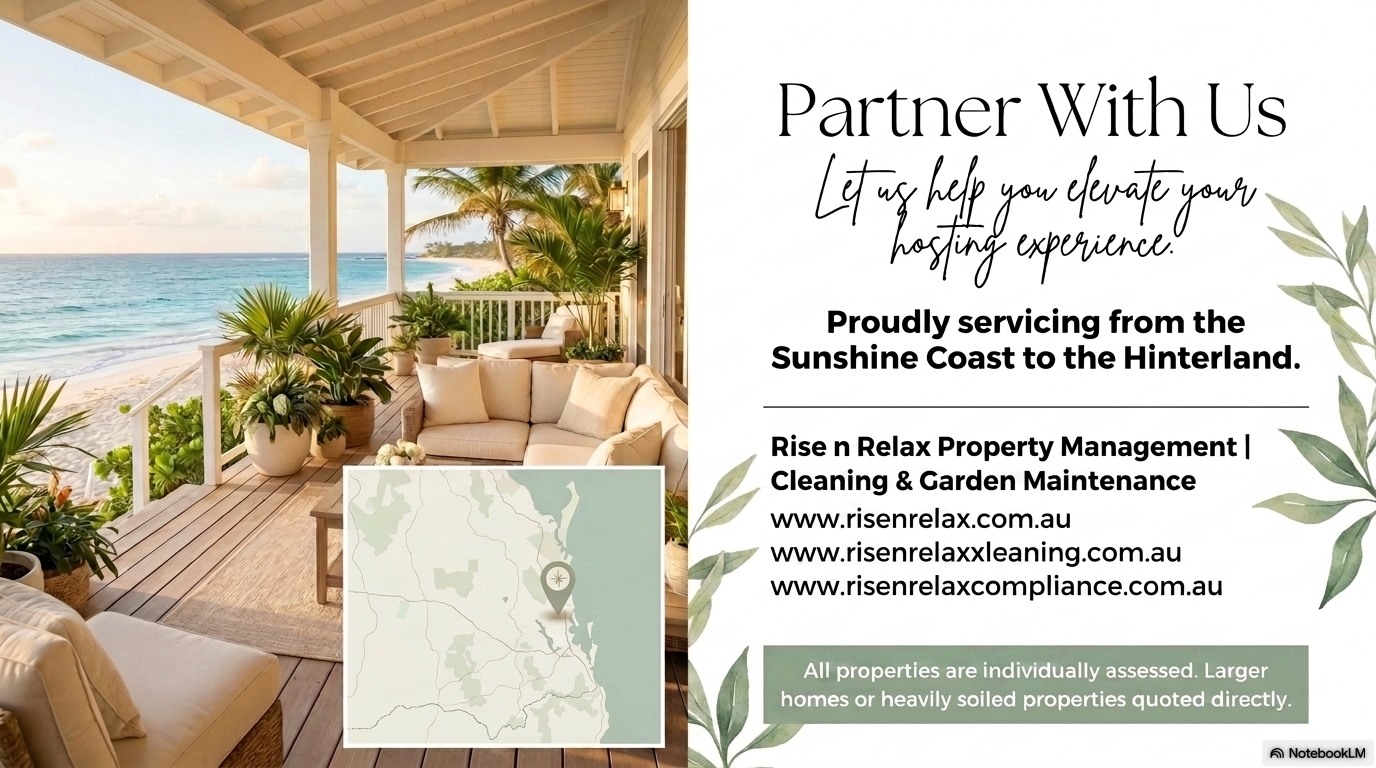 Partner With Us
Let us help you elevate your
hosting experience.
Proudly servicing from the
Sunshine Coast to the Hinterland.
Rise n Relax Property Management |
Cleaning & Garden Maintenance
www.risenrelax.com.au
www.risenrelaxxleaning.com.au
www.risenrelaxcompliance.com.au
All properties are individually assessed. Larger
homes or heavily soiled properties quoted directly.
NotebookLM